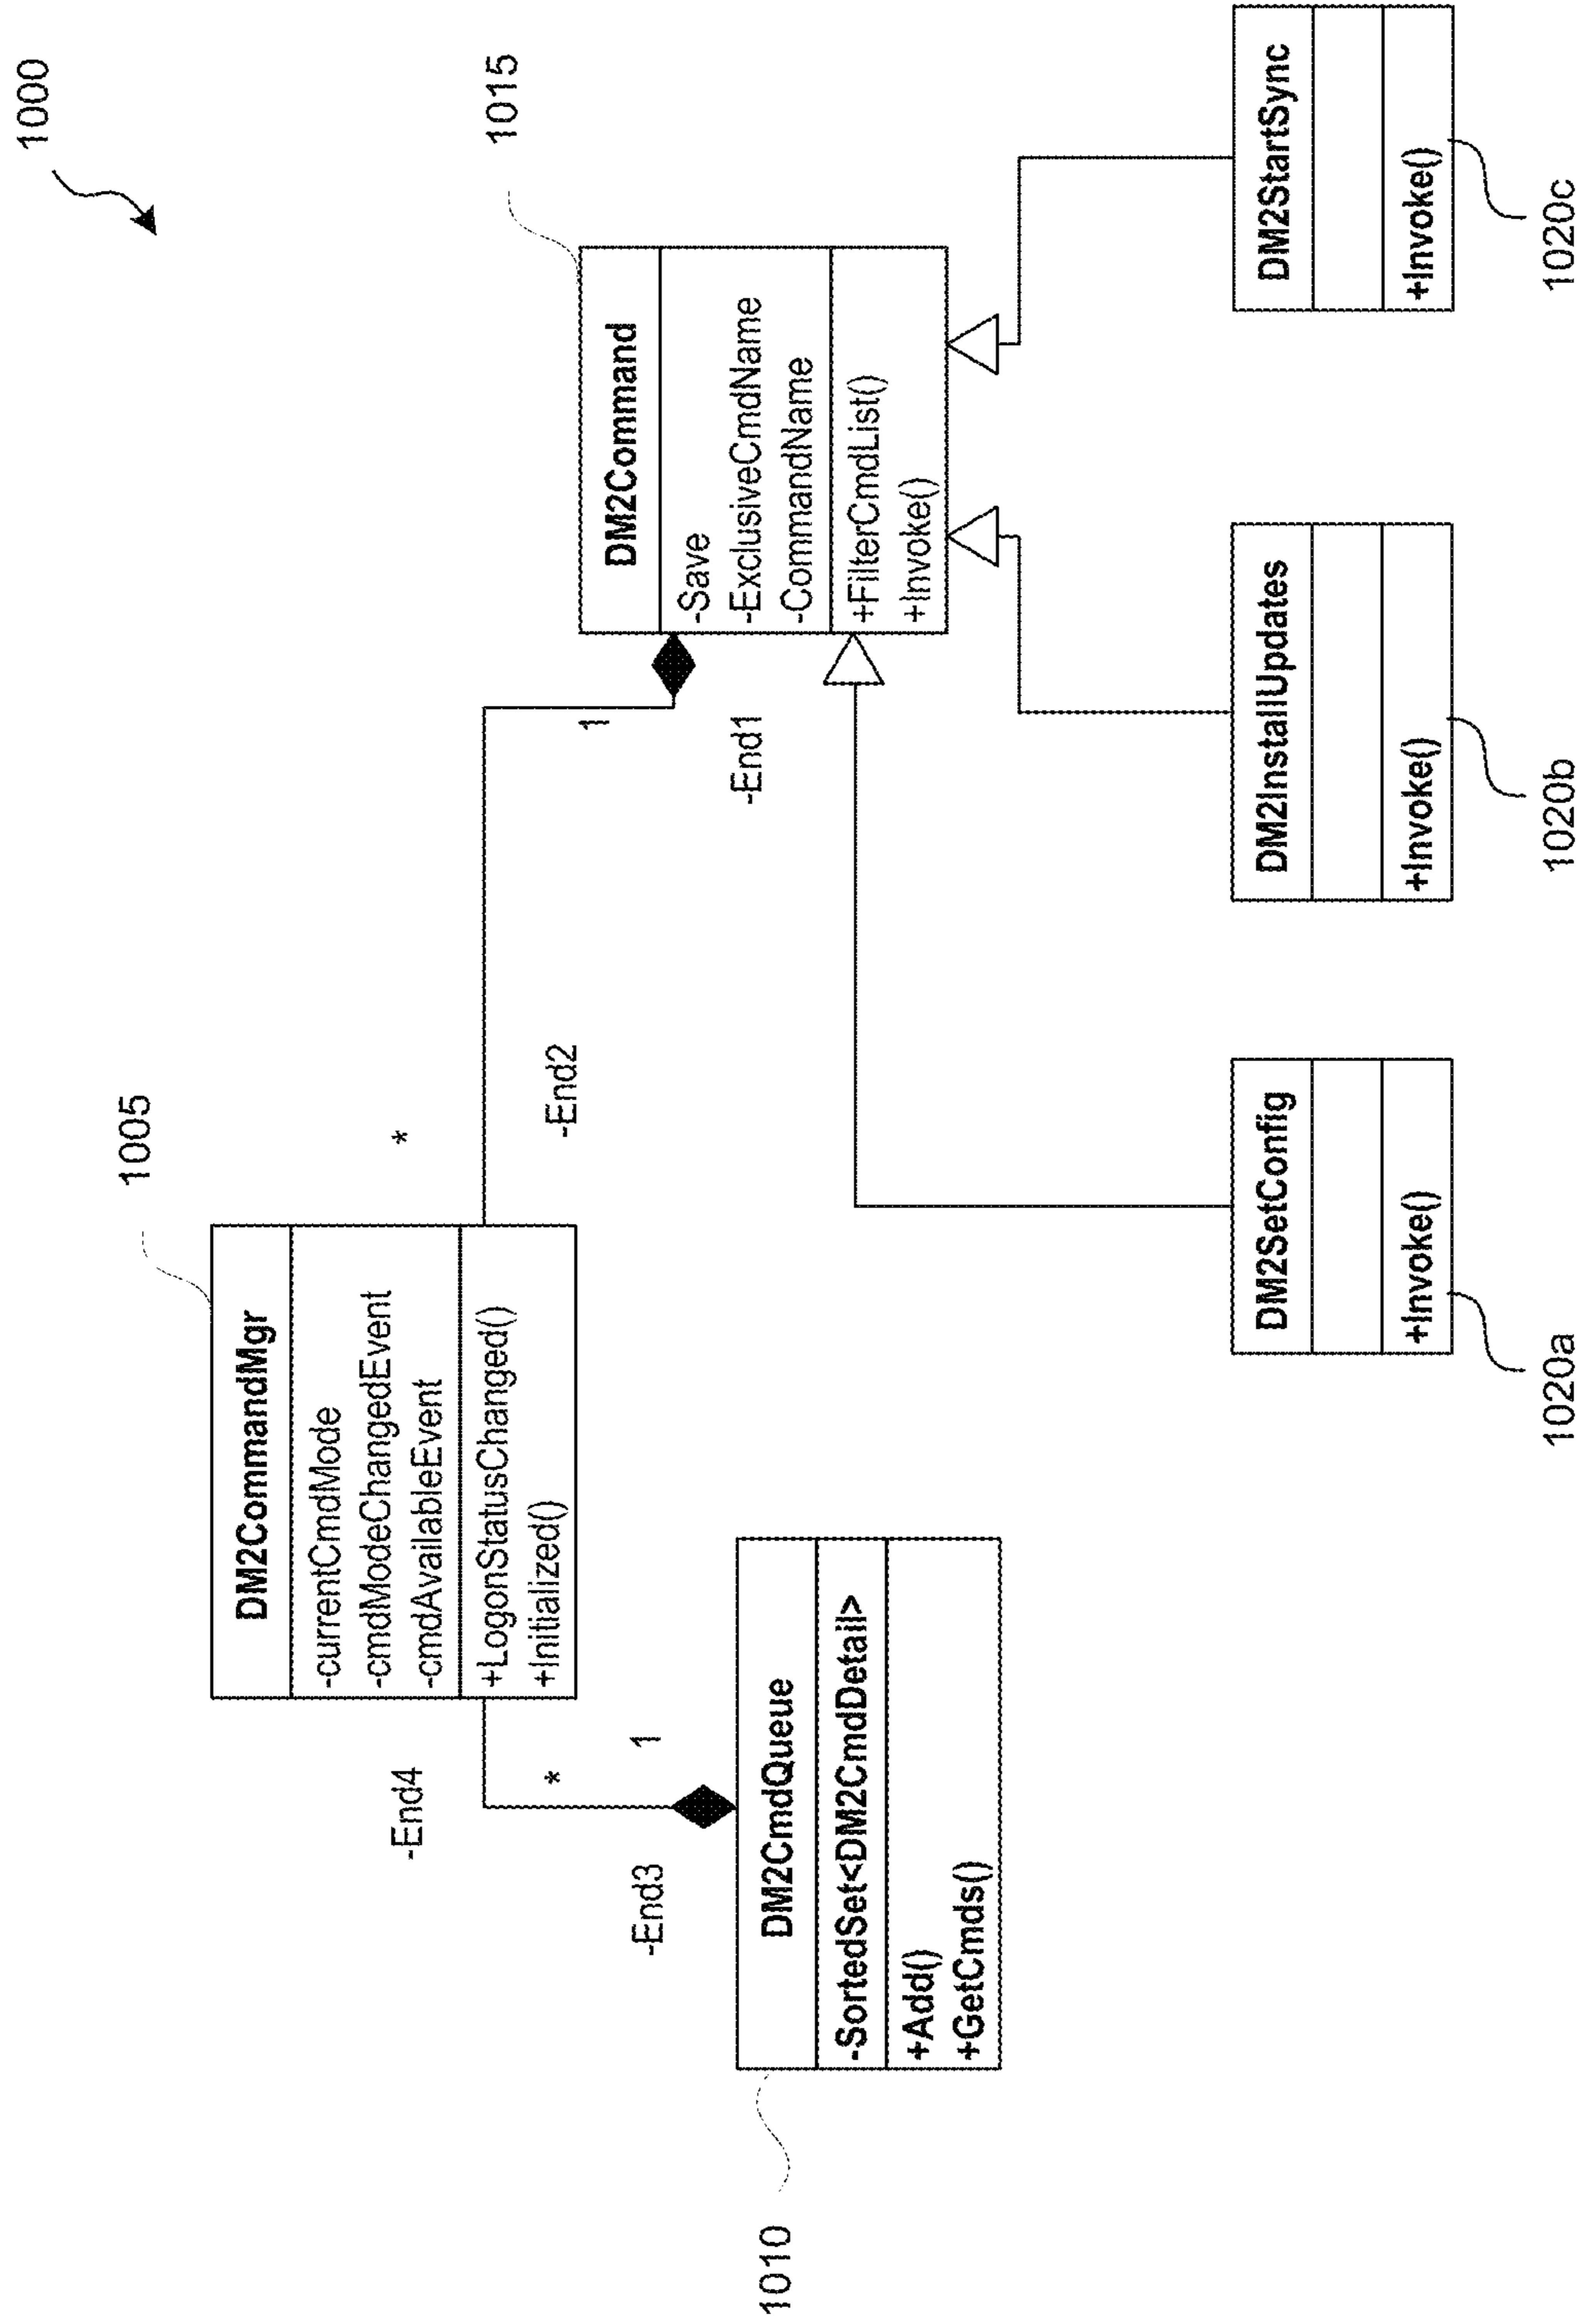 1000
1005
DM2CommandMgr
-currentCmdMode
-cmdModeChangedEvent
-cmdAvailableEvent
+LogonStatusChanged()
+Initialized()
-End4
*
1
-End3
*
-End2
1
-End1
1010
DM2CmdQueue
-SortedSet<DM2CmdDetail>
+Add()
+GetCmds()
1015
DM2Command
-Save
-ExclusiveCmdName
-CommandName
+FilterCmdList()
+Invoke()
DM2SetConfig
+Invoke()
1020a
DM2InstallUpdates
+Invoke()
1020b
DM2StartSync
+Invoke()
1020c